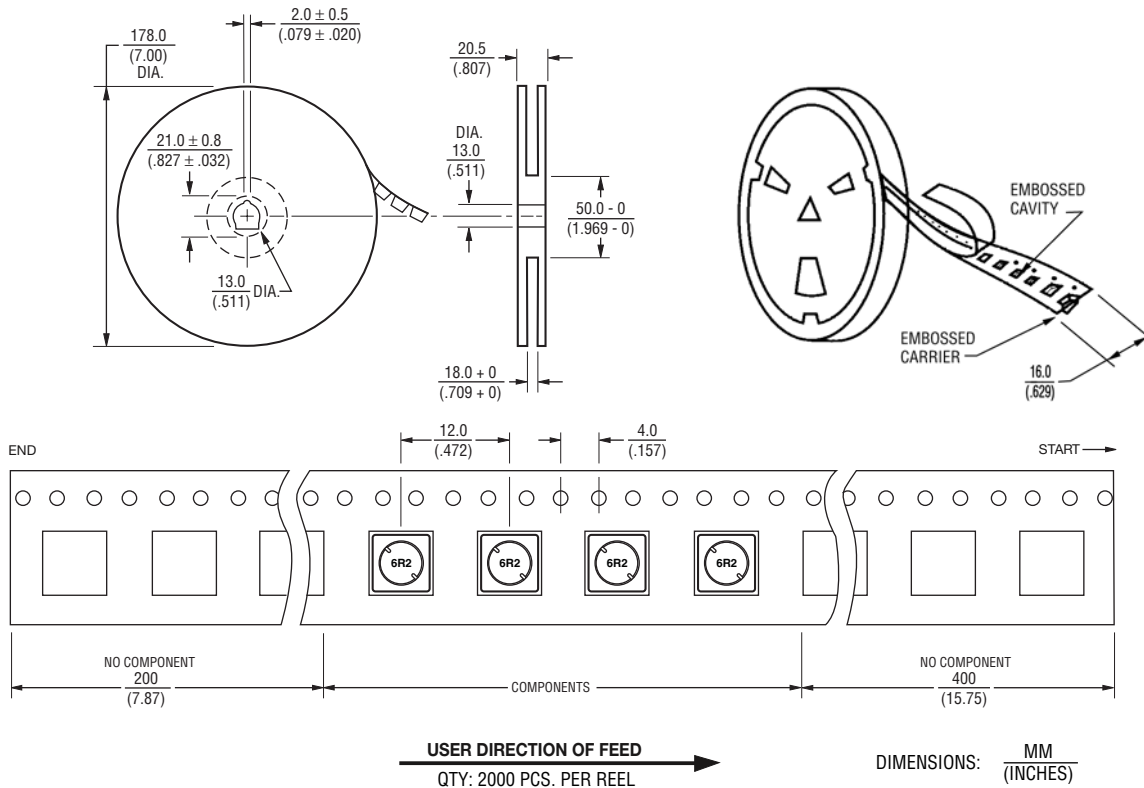 2.0 ± 0.5
(.079 ± .020)
178.0
(7.00)
DIA.
20.5
(.807)
21.0 ± 0.8
(.827 ± .032)
DIA.
13.0
(.511)
50.0 - 0
(1.969 - 0)
13.0
(.511)
DIA.
18.0 + 0
(.709 + 0)
EMBOSSED
CAVITY
EMBOSSED
CARRIER
16.0
(.629)
12.0
(.472)
4.0
(.157)
END
START
6R2
6R2
6R2
6R2
NO COMPONENT
200
(7.87)
COMPONENTS
NO COMPONENT
400
(15.75)
USER DIRECTION OF FEED
QTY: 2000 PCS. PER REEL
DIMENSIONS:
MM
(INCHES)